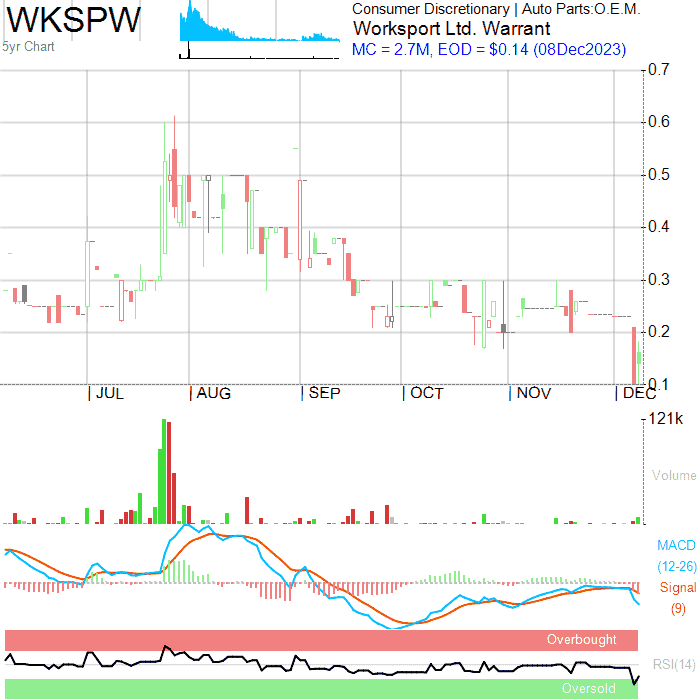 WKSPW
5yr Chart
Consumer Discretionary | Auto Parts:O.E.M.
Worksport Ltd. Warrant
MC = 2.7M, EOD = $0.14 (08Dec2023)
0.7
0.6
0.5
0.4
0.3
0.2
0.1
| JUL | AUG | SEP | OCT | NOV | DEC
121k
Volume
MACD
(12-26)
Signal
(9)
Overbought
RSI(14)
Oversold